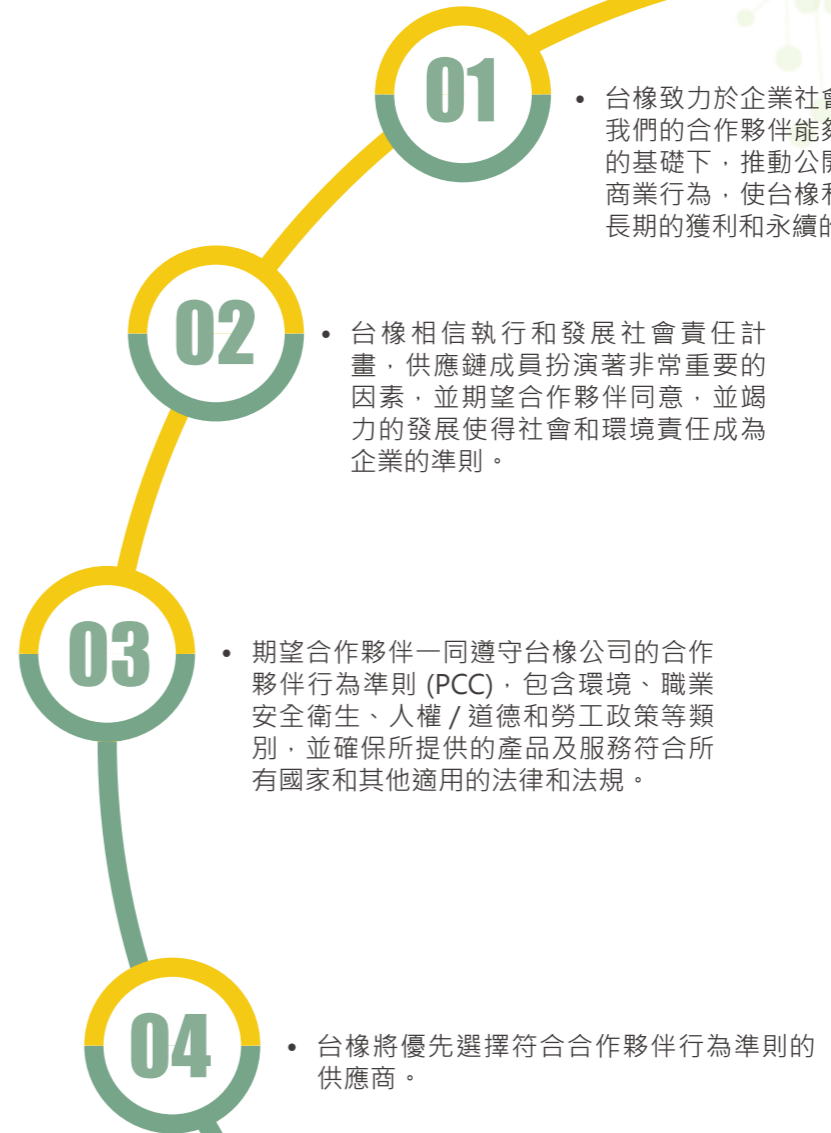 01
• 台橡致力於企業社會
我們的合作夥伴能夠
的基礎下，推動公開
商業行為，使台橡和
長期的獲利和永續的
02
• 台橡相信執行和發展社會責任計
畫，供應鏈成員扮演著非常重要的
因素，並期望合作夥伴同意，並竭
力的發展使得社會和環境責任成為
企業的準則。
03
• 期望合作夥伴一同遵守台橡公司的合作
夥伴行為準則 (PCC)，包含環境、職業
安全衛生、人權 / 道德和勞工政策等類
別，並確保所提供的產品及服務符合所
有國家和其他適用的法律和法規。
04
• 台橡將優先選擇符合合作夥伴行為準則的
供應商。